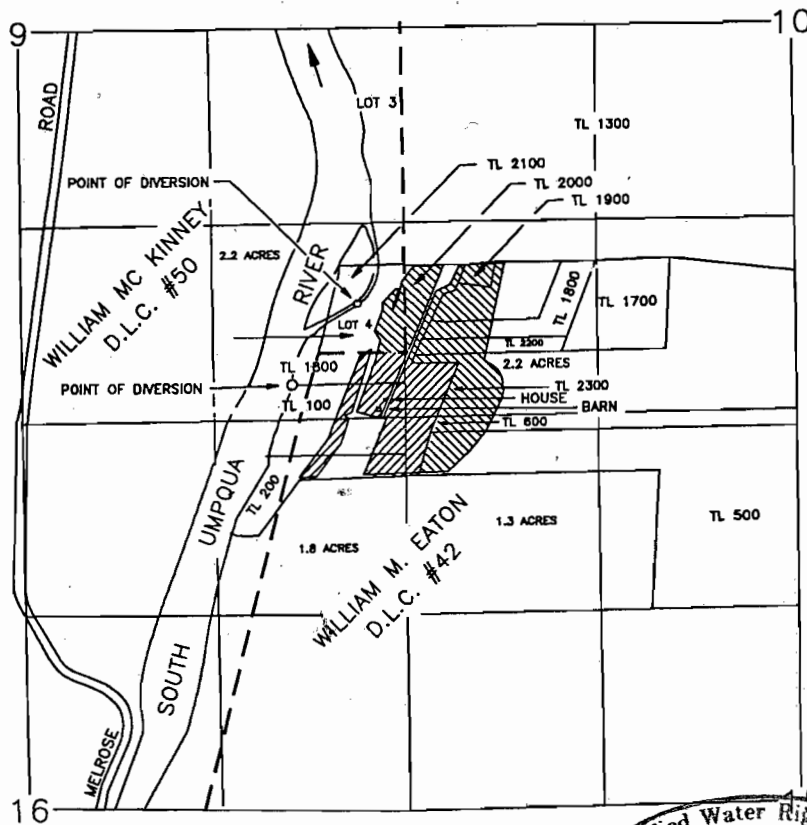 9
10
ROAD
LOT 3
TL 1300
TL 2100
TL 2000
TL 1900
POINT OF DIVERSION
2.2 ACRES
RIVER
WILLIAM MC KINNEY
D.L.C. #50
TL 1800
TL 1700
LOT 4
TL 2200
2.2 ACRES
TL 1600
POINT OF DIVERSION
TL 100
TL 2300
HOUSE
BARN
TL 600
UMPQUA
TL 200
1.8 ACRES
1.3 ACRES
TL 500
WILLIAM M. EATON
D.L.C. #42
SOUTH
MELROSE
16
Water